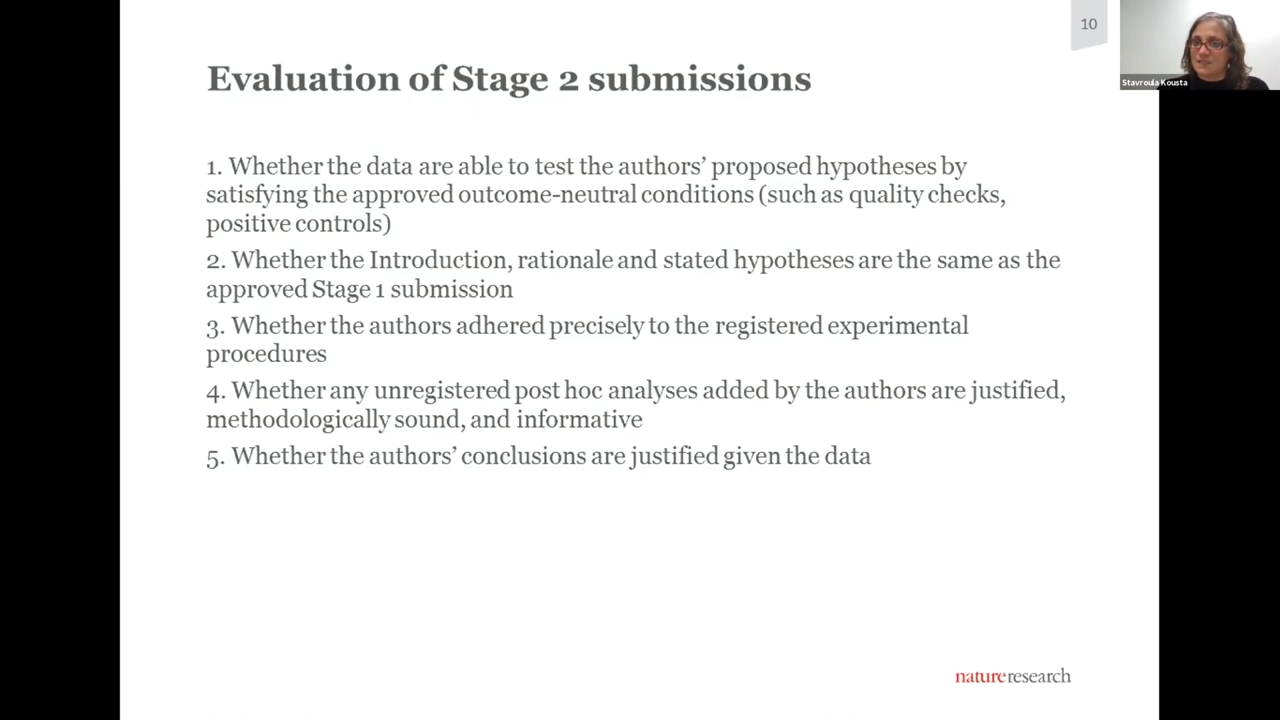 10
Stavroula Kousta
Evaluation of Stage 2 submissions
1. Whether the data are able to test the authors’ proposed hypotheses by
satisfying the approved outcome-neutral conditions (such as quality checks,
positive controls)
2. Whether the Introduction, rationale and stated hypotheses are the same as the
approved Stage 1 submission
3. Whether the authors adhered precisely to the registered experimental
procedures
4. Whether any unregistered post hoc analyses added by the authors are justified,
methodologically sound, and informative
5. Whether the authors’ conclusions are justified given the data
natureresearch